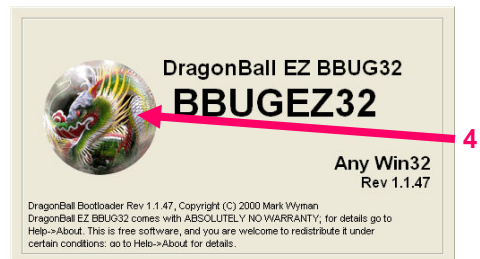 DragonBall EZ BBUG32
BBUGEZ32
4
Any Win32
Rev 1.1.47
DragonBall Bootloader Rev 1.1.47, Copyright (C) 2000 Mark Wyman
DragonBall EZ BBUG32 comes with ABSOLUTELY NO WARRANTY; for details go to
Help->About. This is free software, and you are welcome to redistribute it under
certain conditions: go to Help->About for details.